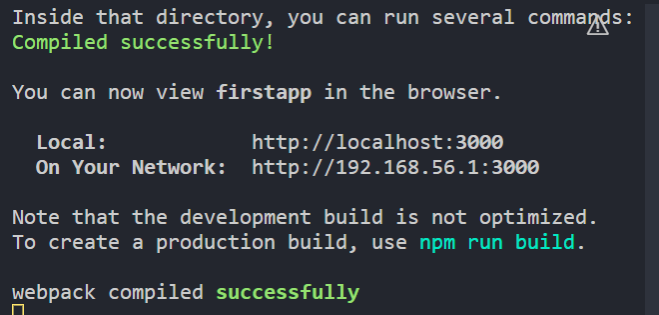 Inside that directory, you can run several commands:
Compiled successfully!
You can now view firstapp in the browser.
Local: http://localhost:3000
On Your Network: http://192.168.56.1:3000
Note that the development build is not optimized.
To create a production build, use npm run build.
webpack compiled successfully